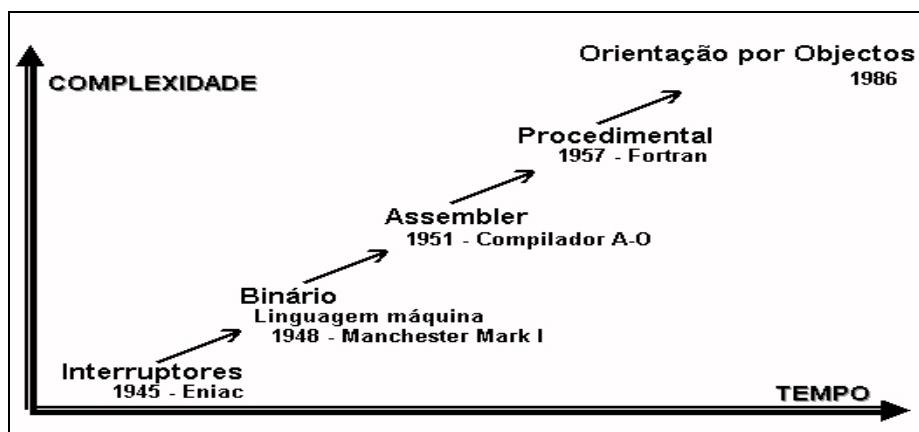 Orientação por Objectos
1986
COMPLEXIDADE
Procedimental
1957 - Fortran
Assembler
1951 - Compilador A-O
Binário
Linguagem máquina
1948 - Manchester Mark I
Interruptores
1945 - Eniac
TEMPO